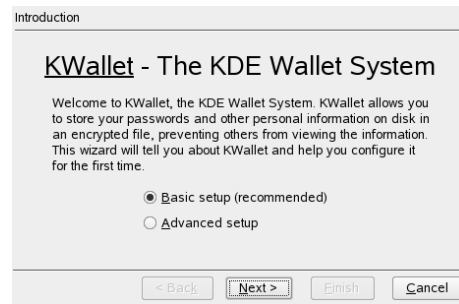 Introduction
KWallet - The KDE Wallet System
Welcome to KWallet, the KDE Wallet System. KWallet allows you
to store your passwords and other personal information on disk in
an encrypted file, preventing others from viewing the information.
This wizard will tell you about KWallet and help you configure it
for the first time.
Basic setup (recommended)
Advanced setup
< Back Next > Finish Cancel